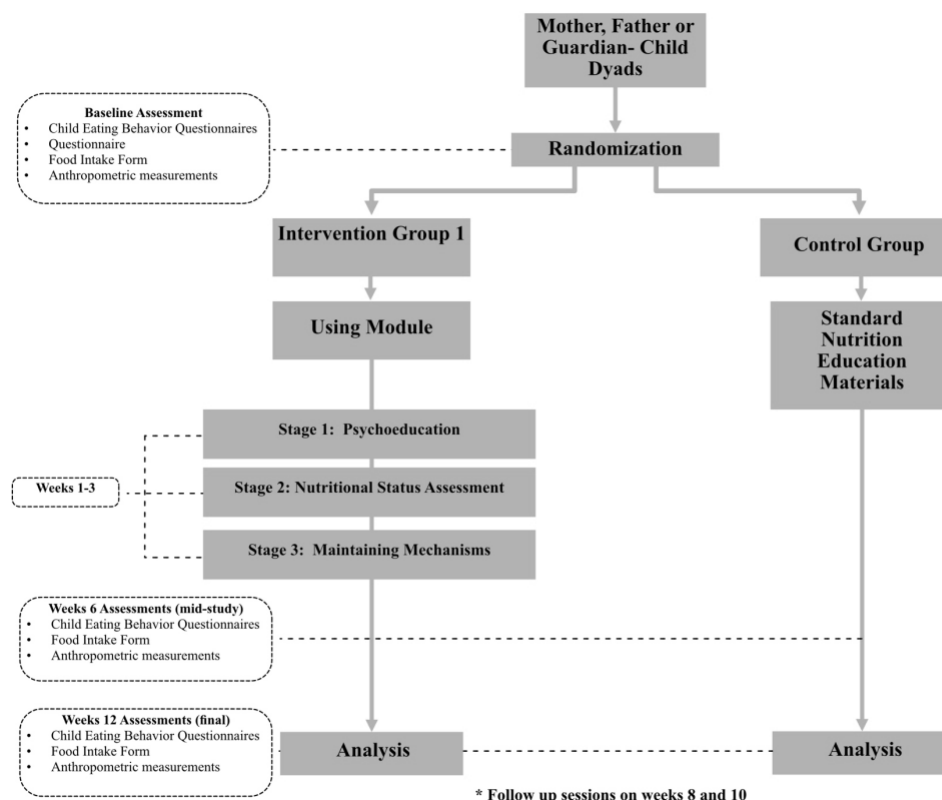 Mother, Father or
Guardian- Child
Dyads
Baseline Assessment
• Child Eating Behavior Questionnaires
• Questionnaire
• Food Intake Form
• Anthropometric measurements
Randomization
Intervention Group 1
Control Group
Using Module
Standard
Nutrition
Education
Materials
Stage 1: Psychoeducation
Weeks 1-3
Stage 2: Nutritional Status Assessment
Stage 3: Maintaining Mechanisms
Weeks 6 Assessments (mid-study)
• Child Eating Behavior Questionnaires
• Food Intake Form
• Anthropometric measurements
Weeks 12 Assessments (final)
• Child Eating Behavior Questionnaires
• Food Intake Form
• Anthropometric measurements
Analysis
Analysis
* Follow up sessions on weeks 8 and 10